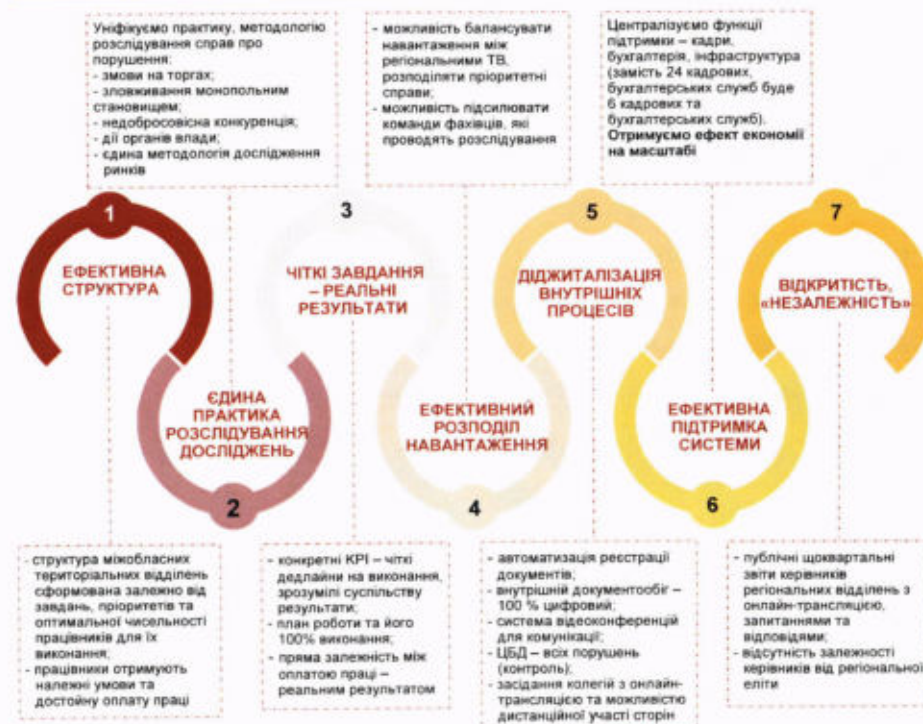 Уніфікуємо практику, методологію
розслідування справ про
порушення:
- змови на торгах;
- зловживання монопольним
становищем;
- недобросовісна конкуренція;
- дії органів влади;
- єдина методологія дослідження
ринків
- можливість балансувати
навантаження між
регіональними ТВ,
розподіляти пріоритетні
справи;
- можливість підсилювати
команди фахівців, які
проводять розслідування
Централізуємо функції
підтримки – кадри,
бухгалтерія, інфраструктура
(замість 24 кадрових,
бухгалтерських служб буде
6 кадрових та
бухгалтерських служб).
Отримуємо ефект економії
на масштабі
1
ЕФЕКТИВНА
СТРУКТУРА
2
ЄДИНА
ПРАКТИКА
РОЗСЛІДУВАННЯ
ДОСЛІДЖЕНЬ
3
ЧІТКІ ЗАВДАННЯ
– РЕАЛЬНІ
РЕЗУЛЬТАТИ
4
ЕФЕКТИВНИЙ
РОЗПОДІЛ
НАВАНТАЖЕННЯ
5
ДІДЖИТАЛІЗАЦІЯ
ВНУТРІШНІХ
ПРОЦЕСІВ
6
ЕФЕКТИВНА
ПІДТРИМКА
СИСТЕМИ
7
ВІДКРИТІСТЬ,
«НЕЗАЛЕЖНІСТЬ»
- структура міжобласних
територіальних відділень
сформована залежно від
завдань, пріоритетів та
оптимальної чисельності
працівників для їх
виконання;
- працівники отримують
належні умови та
достойну оплату праці
- конкретні KPI – чіткі
дедлайни на виконання,
зрозумілі суспільству
результати;
- план роботи та його
100% виконання;
- пряма залежність між
оплатою праці –
реальним результатом
- автоматизація реєстрації
документів;
- внутрішній документообіг –
100 % цифровий;
- система відеоконференцій
для комунікації;
- ЦБД – всіх порушень
(контроль);
- засідання колегій з онлайн-
трансляцією та можливістю
дистанційної участі сторін
- публічні щоквартальні
звіти керівників
регіональних відділень з
онлайн-трансляцією,
запитаннями та
відповідями;
- відсутність залежності
керівників від регіональної
еліти